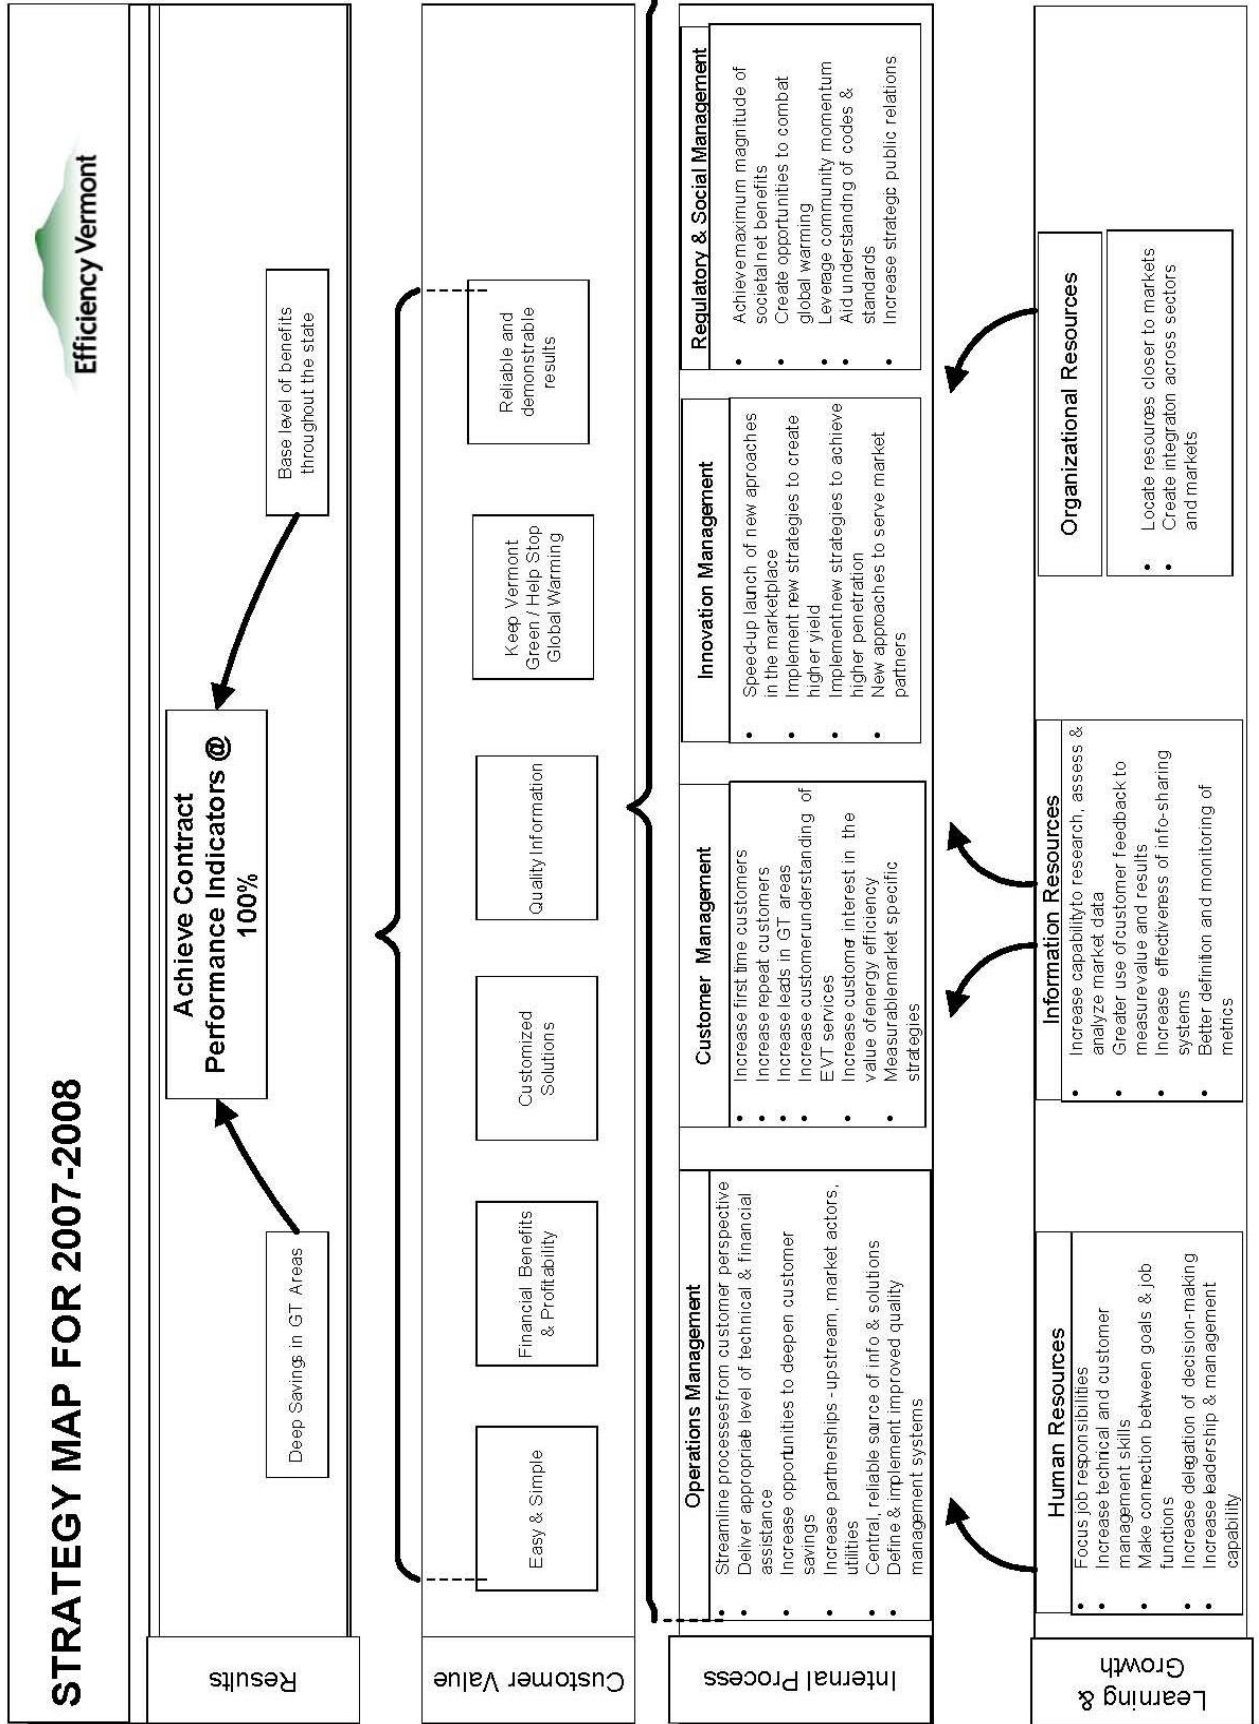 STRATEGY MAP FOR 2007-2008
Efficiency Vermont
Results
Achieve Contract
Performance Indicators @
100%
Deep Savings in GT Areas
Base level of benefits
throughout the state
Customer Value
Easy & Simple
Financial Benefits
& Profitability
Customized
Solutions
Quality Information
Keep Vermont
Green / Help Stop
Global Warming
Reliable and
demonstrable
results
Internal Process
Operations Management
• Streamline processes from customer perspective
• Deliver appropriate level of technical & financial
assistance
• Increase opportunities to deepen customer
savings
• Increase partnerships - upstream, market actors,
utilities
• Central, reliable source of info & solutions
• Define & implement improved quality
management systems
Customer Management
• Increase first time customers
• Increase repeat customers
• Increase leads in GT areas
• Increase customer understanding of
EVT services
• Increase customer interest in the
value of energy efficiency
• Measurable market specific
strategies
Innovation Management
• Speed-up launch of new aproaches
in the marketplace
• Implement new strategies to create
higher yield
• Implement new strategies to achieve
higher penetration
• New approaches to serve market
partners
Regulatory & Social Management
• Achieve maximum magnitude of
societal net benefits
• Create opportunities to combat
global warming
• Leverage community momentum
• Aid understandng of codes &
standards
• Increase strategic public relations
Learning &
Growth
Human Resources
• Focus job responsibilities
• Increase technical and customer
management skills
• Make connection between goals & job
functions
• Increase delegation of decision-making
• Increase leadership & management
capability
Information Resources
• Increase capability to research, assess &
analyze market data
• Greater use of customer feedback to
measure value and results
• Increase effectiveness of info-sharing
systems
• Better definition and monitoring of
metrics
Organizational Resources
• Locate resources closer to markets
• Create integraton across sectors
and markets